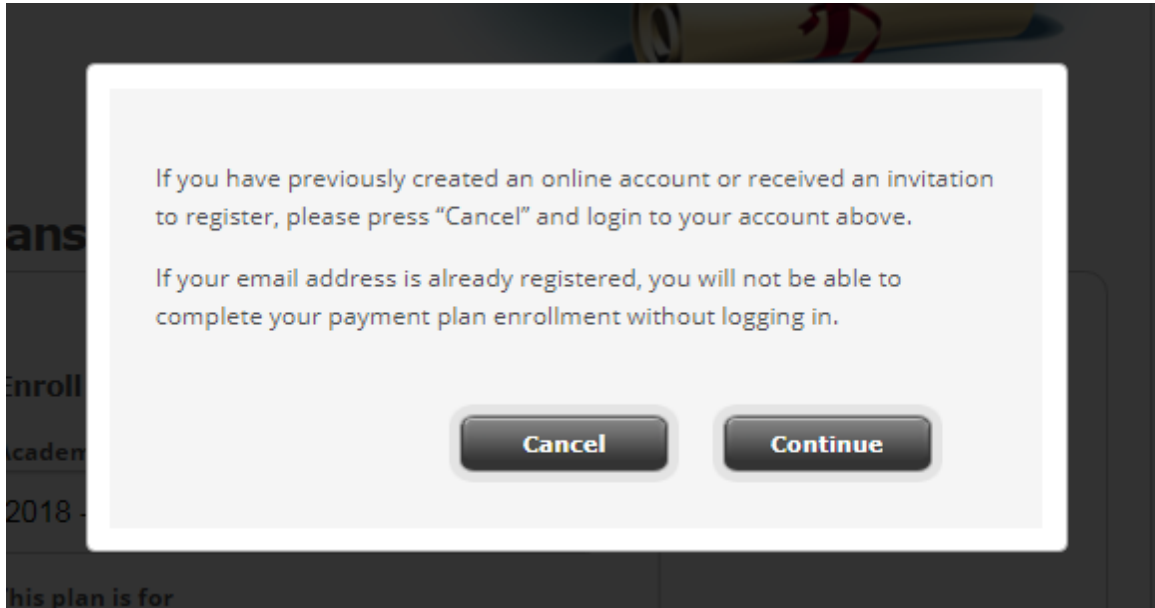 If you have previously created an online account or received an invitation
to register, please press “Cancel” and login to your account above.
If your email address is already registered, you will not be able to
complete your payment plan enrollment without logging in.
Cancel Continue
ans
Enroll
Academ
2018 -
This plan is for